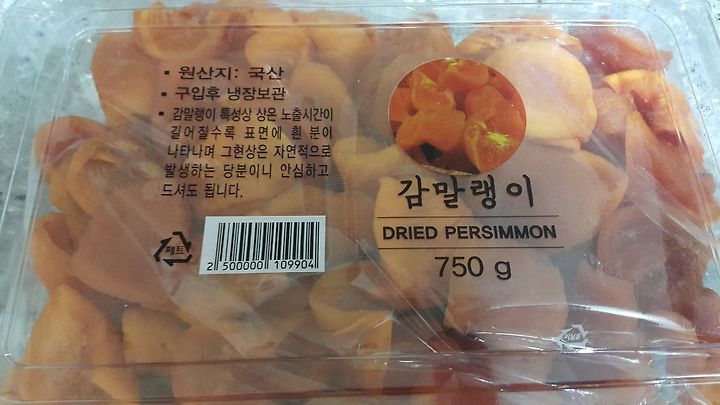 ▪ 원산지: 국산
▪ 구입후 냉장보관
▪ 감말랭이 특성상 상온 노출시간이
길어질수록 표면에 흰 분이
나타나며 그현상은 자연적으로
발생하는 당분이니 안심하고
드셔도 됩니다.
페트
2 500000 109904
감말랭이
DRIED PERSIMMON
750 g
비닐류